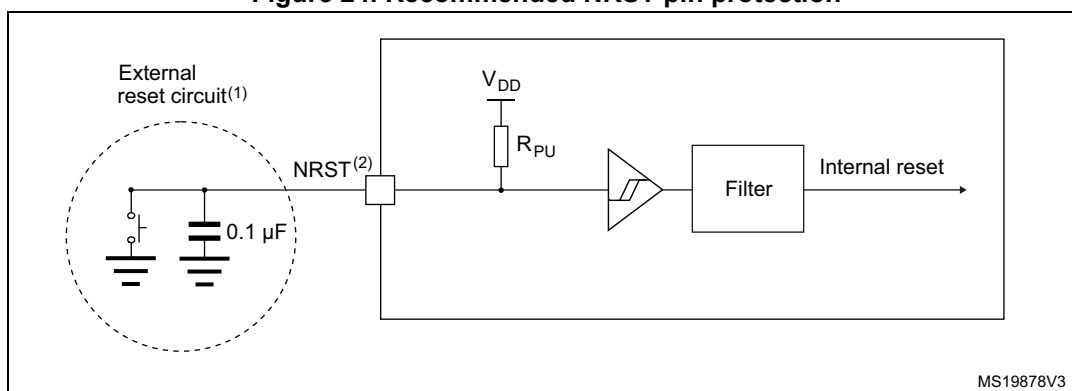 Figure 24. Recommended NRST pin protection
External
reset circuit(1)
VDD
RPU
NRST(2)
Filter
Internal reset
0.1 µF
MS19878V3